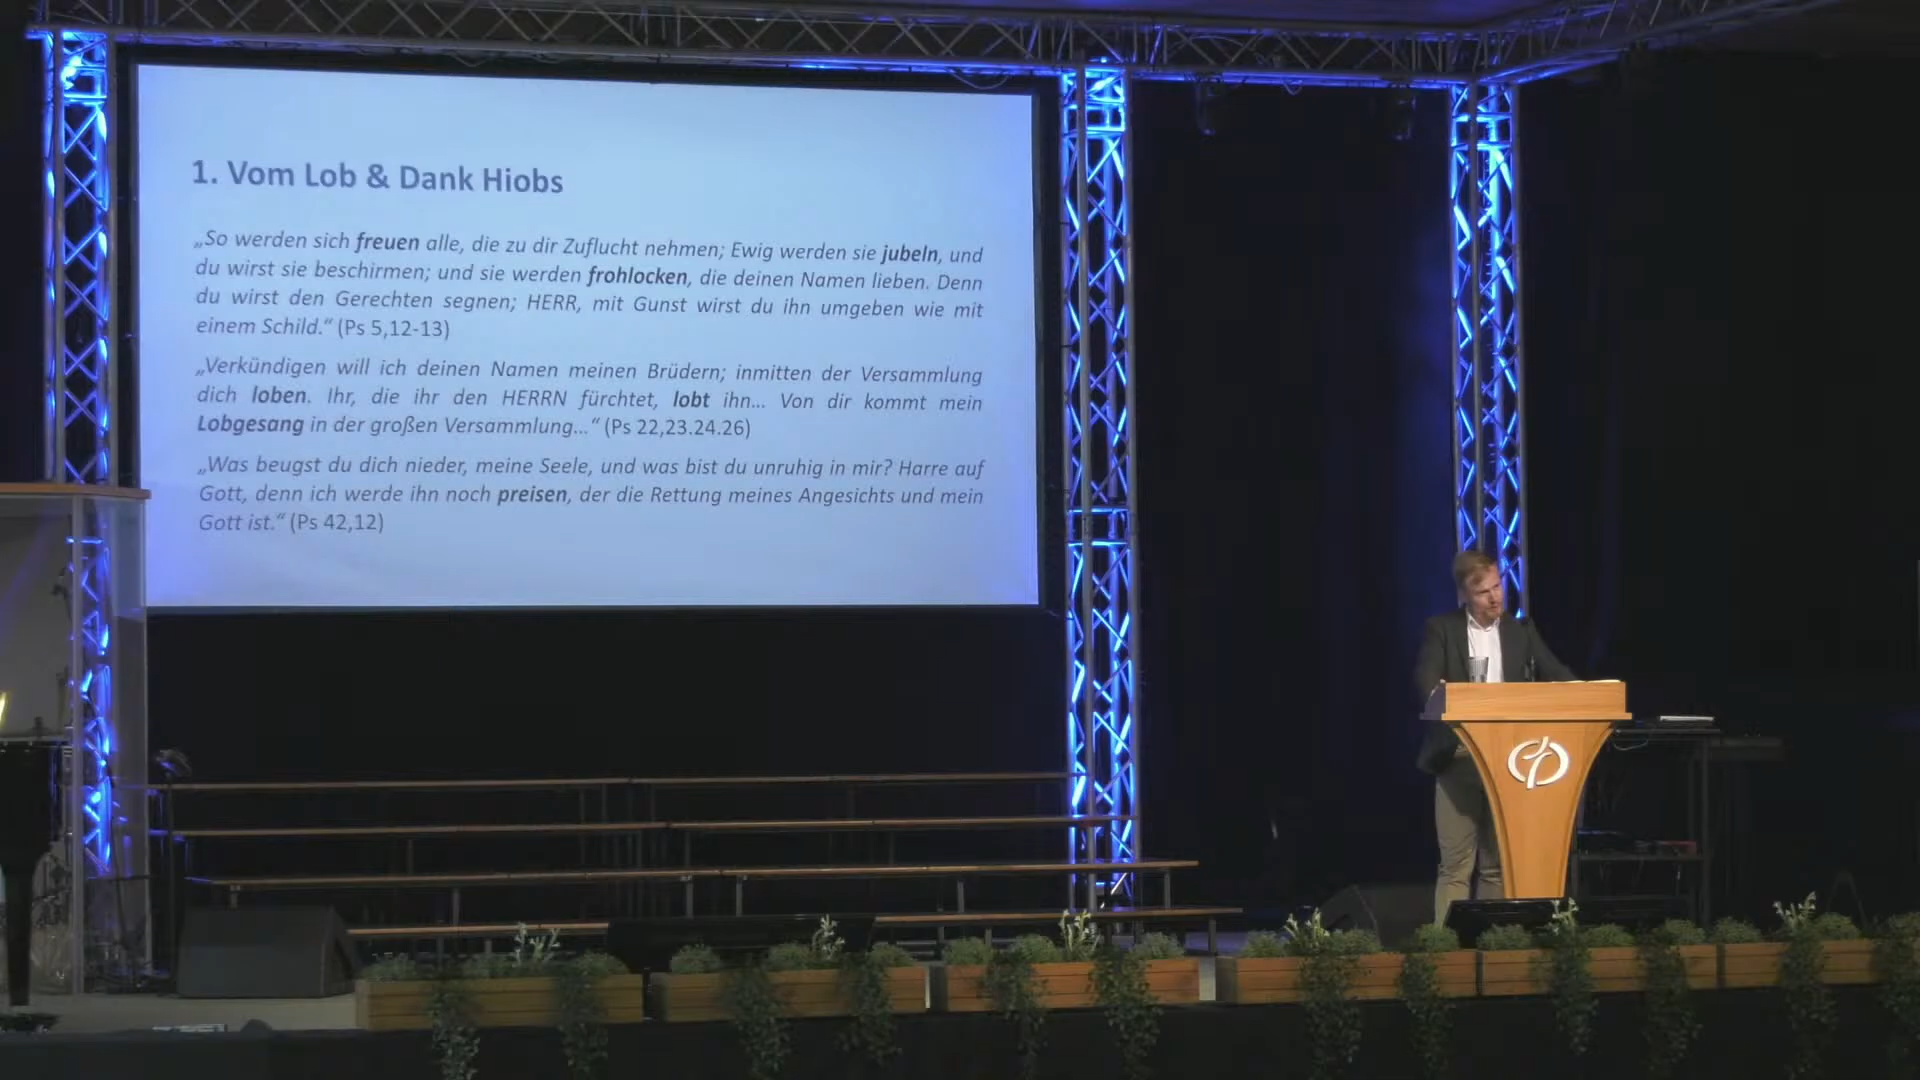 1. Vom Lob & Dank Hiobs
„So werden sich freuen alle, die zu dir Zuflucht nehmen; Ewig werden sie jubeln, und
du wirst sie beschirmen; und sie werden frohlocken, die deinen Namen lieben. Denn
du wirst den Gerechten segnen; HERR, mit Gunst wirst du ihn umgeben wie mit
einem Schild.“ (Ps 5,12-13)
„Verkündigen will ich deinen Namen meinen Brüdern; inmitten der Versammlung
dich loben. Ihr, die ihr den HERRN fürchtet, lobt ihn... Von dir kommt mein
Lobgesang in der großen Versammlung...“ (Ps 22,23.24.26)
„Was beugst du dich nieder, meine Seele, und was bist du unruhig in mir? Harre auf
Gott, denn ich werde ihn noch preisen, der die Rettung meines Angesichts und mein
Gott ist.“ (Ps 42,12)